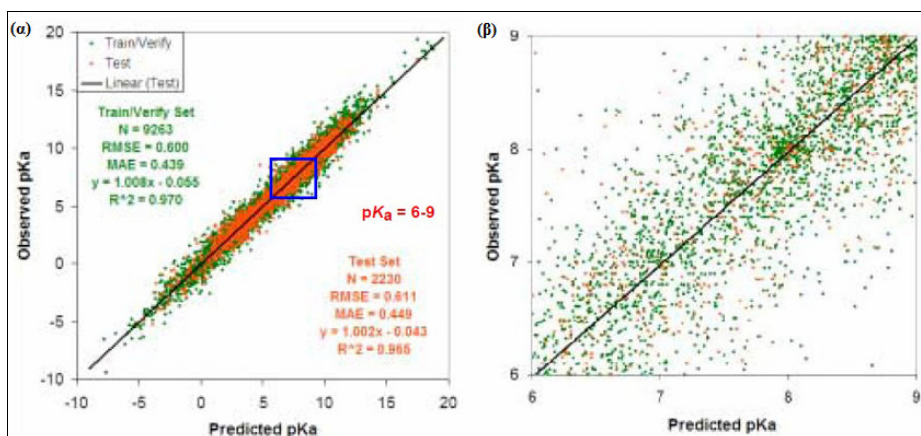 (α)
20
15
10
5
0
-5
-10
Observed pKa
Train/Verify
Test
Linear (Test)
Train/Verify Set
N = 9263
RMSE = 0.600
MAE = 0.439
y = 1.008x - 0.055
R^2 = 0.970
pKa = 6-9
Test Set
N = 2230
RMSE = 0.611
MAE = 0.449
y = 1.002x - 0.043
R^2 = 0.965
-10 -5 0 5 10 15 20
Predicted pKa
(β)
9
8
7
6
Observed pKa
6 7 8 9
Predicted pKa